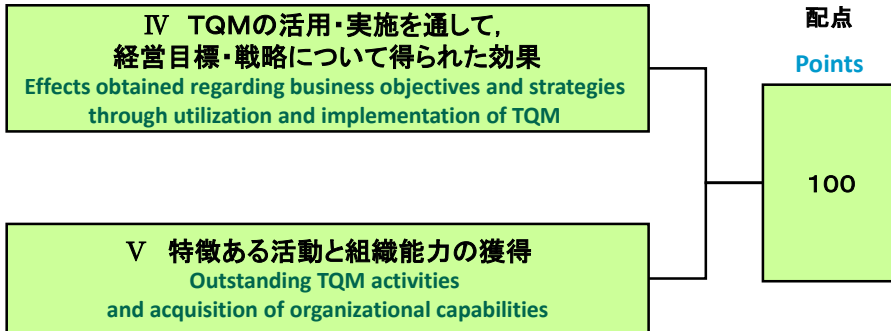 Ⅳ TQMの活用・実施を通して，
経営目標・戦略について得られた効果
Effects obtained regarding business objectives and strategies
through utilization and implementation of TQM
配点
Points
100
Ⅴ 特徴ある活動と組織能力の獲得
Outstanding TQM activities
and acquisition of organizational capabilities